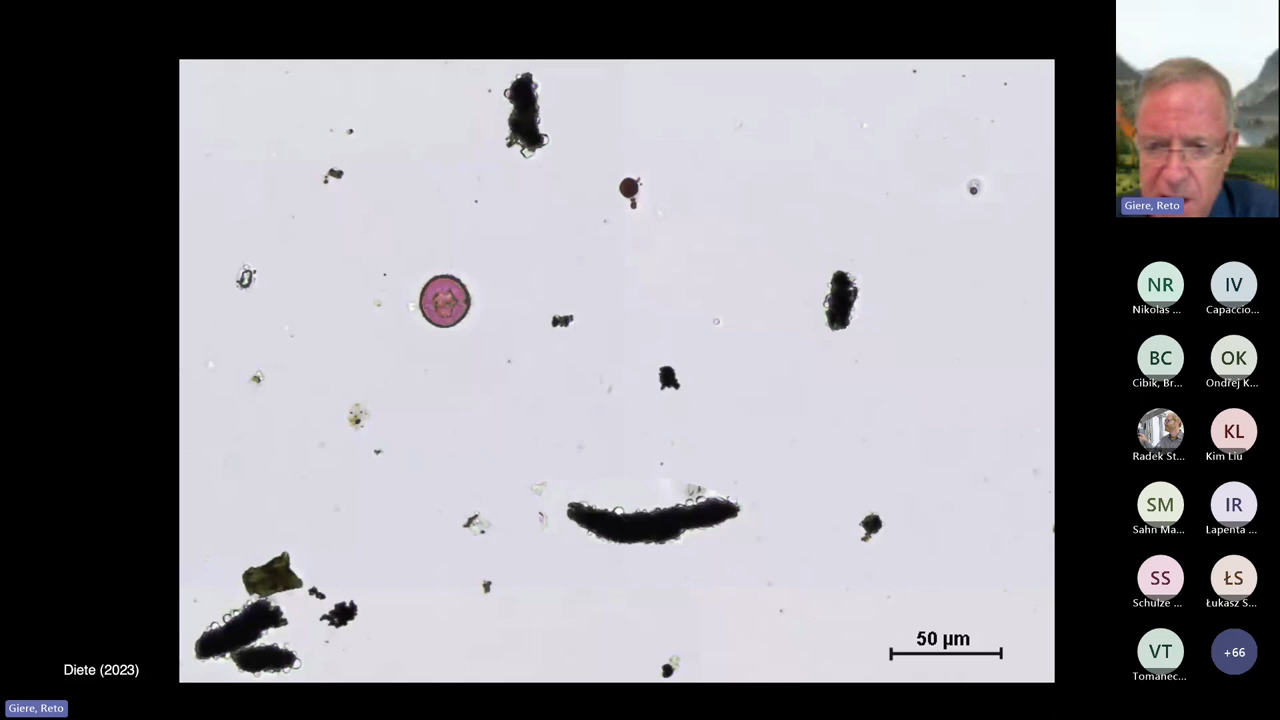 Giere, Reto
NR
IV
Nikolas ...
Capaccio...
BC
OK
Cibik, Br...
Ondřej K...
KL
Radek St...
Kim Liu
SM
IR
Sahn Ma...
Lapenta ...
SS
ŁS
Schulze ...
Łukasz S...
50 µm
VT
+66
Diete (2023)
Tomanec...
Giere, Reto